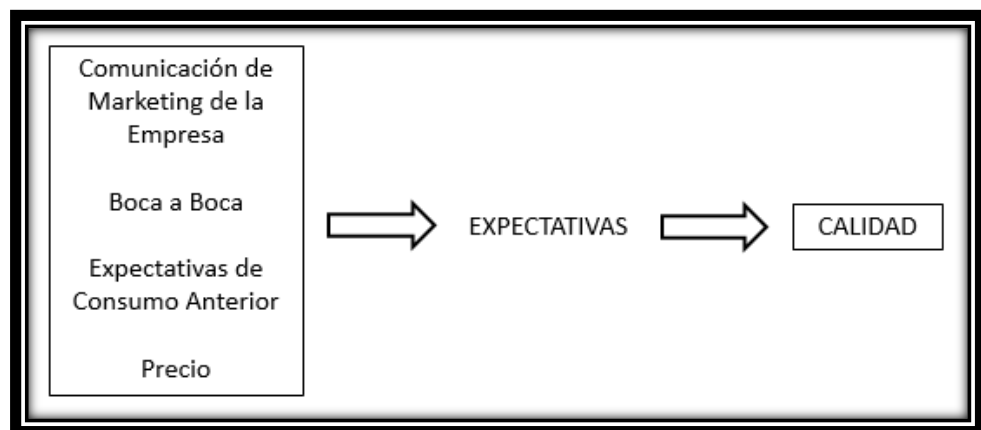 Comunicación de
Marketing de la
Empresa
Boca a Boca
Expectativas de
Consumo Anterior
Precio
EXPECTATIVAS
CALIDAD